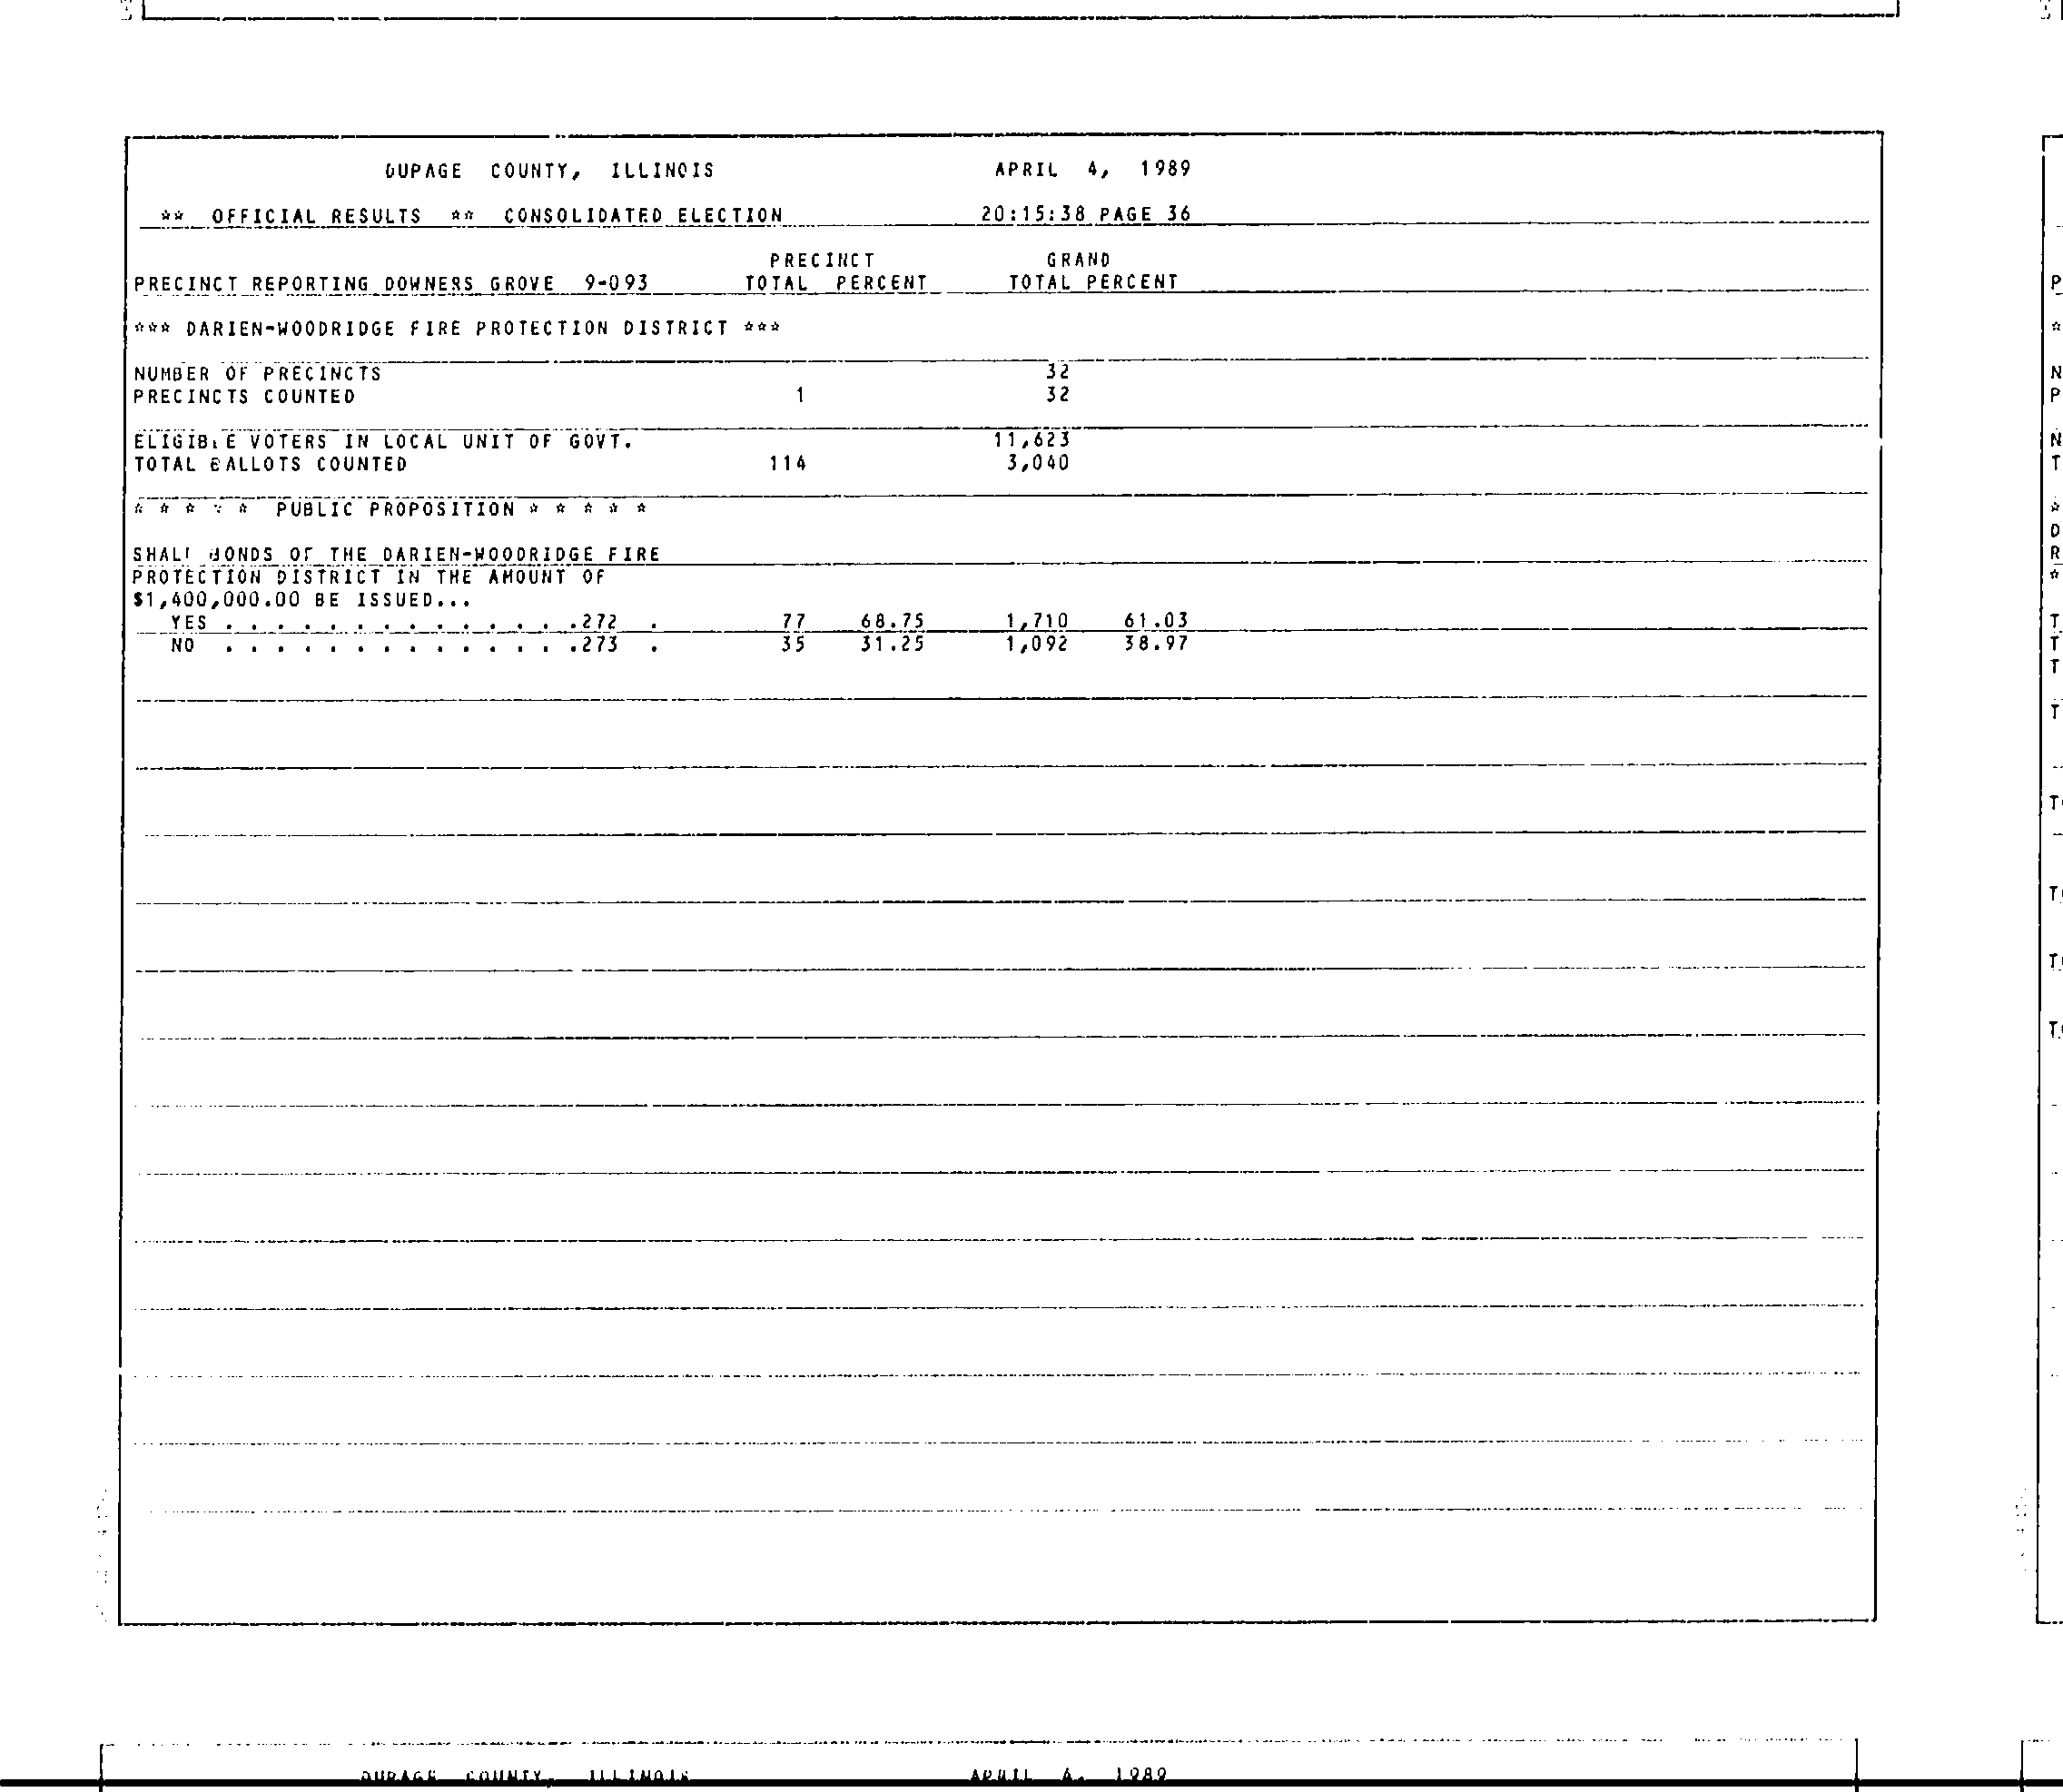 DUPAGE COUNTY, ILLINOIS APRIL 4, 1989
** OFFICIAL RESULTS ** CONSOLIDATED ELECTION 20:15:38 PAGE 36
PRECINCT GRAND
PRECINCT REPORTING DOWNERS GROVE 9-093 TOTAL PERCENT TOTAL PERCENT
*** DARIEN-WOODRIDGE FIRE PROTECTION DISTRICT ***
NUMBER OF PRECINCTS 32
PRECINCTS COUNTED 1 32
ELIGIBLE VOTERS IN LOCAL UNIT OF GOVT. 11,623
TOTAL BALLOTS COUNTED 114 3,040
* * * * * PUBLIC PROPOSITION * * * * *
SHALL BONDS OF THE DARIEN-WOODRIDGE FIRE
PROTECTION DISTRICT IN THE AMOUNT OF
$1,400,000.00 BE ISSUED...
YES . . . . . . . . . . . . . .272 . 77 68.75 1,710 61.03
NO . . . . . . . . . . . . . .273 . 35 31.25 1,092 38.97
DUPAGE COUNTY, ILLINOIS APRIL 4, 1989